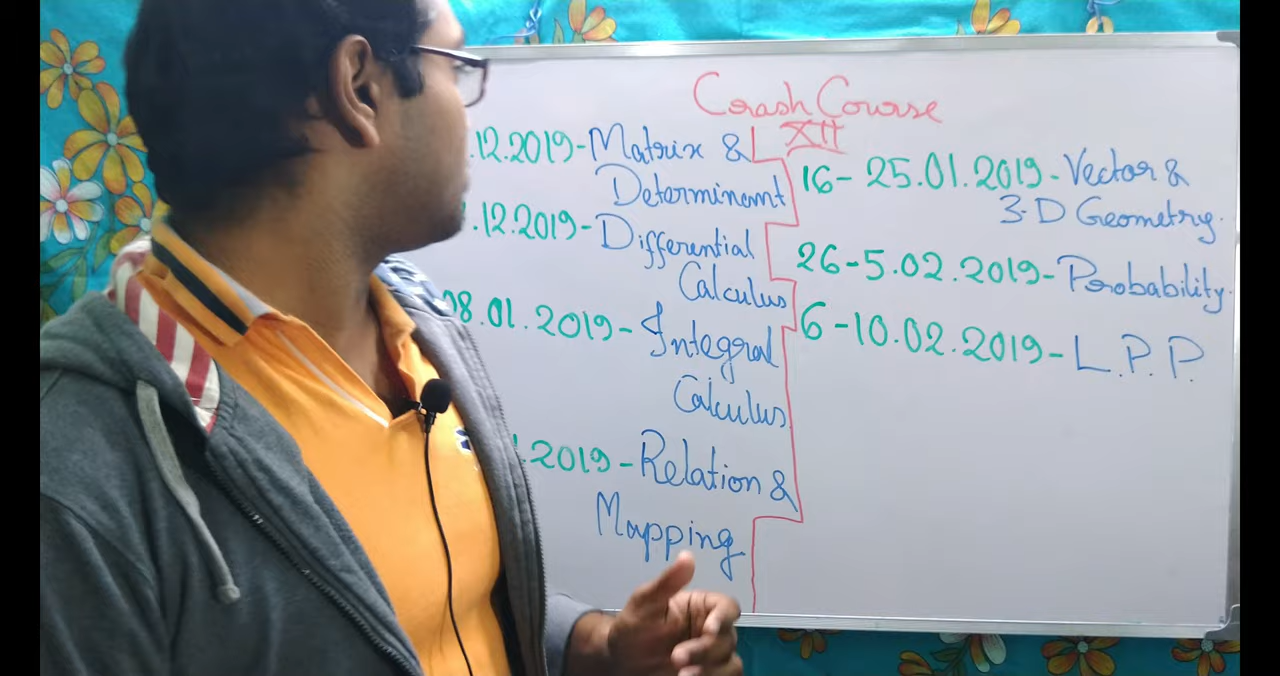 Crash Course
XII
.12.2019-Matrix &
Determinant
.12.2019-Differential
Calculus
08.01.2019-Integral
Calculus
.2019-Relation &
Mapping
16-25.01.2019-Vector &
3-D Geometry.
26-5.02.2019-Probability.
6-10.02.2019-L.P.P.